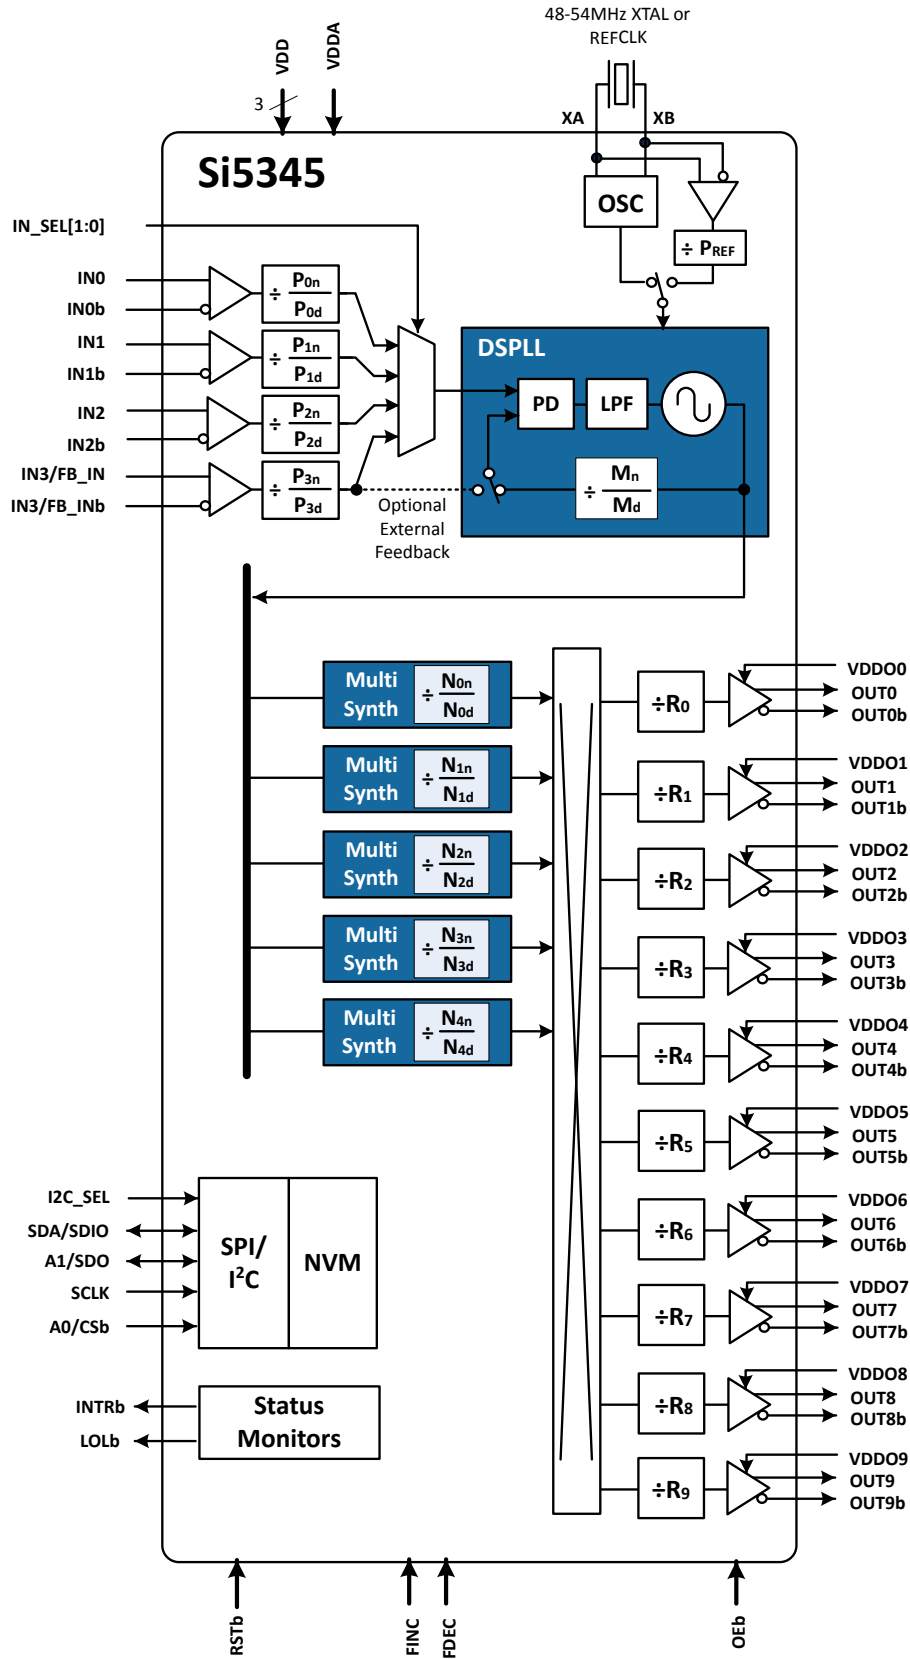 48-54MHz XTAL or
REFCLK
VDD
VDDA
3
XA
XB
Si5345
OSC
÷ PREF
IN_SEL[1:0]
IN0
IN0b
÷ P0n
P0d
IN1
IN1b
÷ P1n
P1d
IN2
IN2b
÷ P2n
P2d
IN3/FB_IN
IN3/FB_INb
÷ P3n
P3d
DSPLL
PD
LPF
÷ Mn
Md
Optional
External
Feedback
Multi
Synth
÷ N0n
N0d
Multi
Synth
÷ N1n
N1d
Multi
Synth
÷ N2n
N2d
Multi
Synth
÷ N3n
N3d
Multi
Synth
÷ N4n
N4d
÷R0
VDDO0
OUT0
OUT0b
÷R1
VDDO1
OUT1
OUT1b
÷R2
VDDO2
OUT2
OUT2b
÷R3
VDDO3
OUT3
OUT3b
÷R4
VDDO4
OUT4
OUT4b
÷R5
VDDO5
OUT5
OUT5b
÷R6
VDDO6
OUT6
OUT6b
÷R7
VDDO7
OUT7
OUT7b
÷R8
VDDO8
OUT8
OUT8b
÷R9
VDDO9
OUT9
OUT9b
I2C_SEL
SDA/SDIO
A1/SDO
SCLK
A0/CSb
SPI/
I²C
NVM
INTRb
LOLb
Status
Monitors
RSTb
FINC
FDEC
OEb